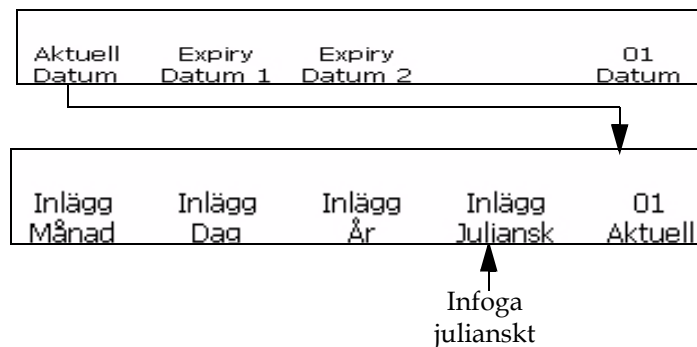 Aktuell Expiry Expiry 01
Datum Datum 1 Datum 2 Datum
Inlägg Inlägg Inlägg Inlägg 01
Månad Dag År Juliansk Aktuell
Infoga
julianskt